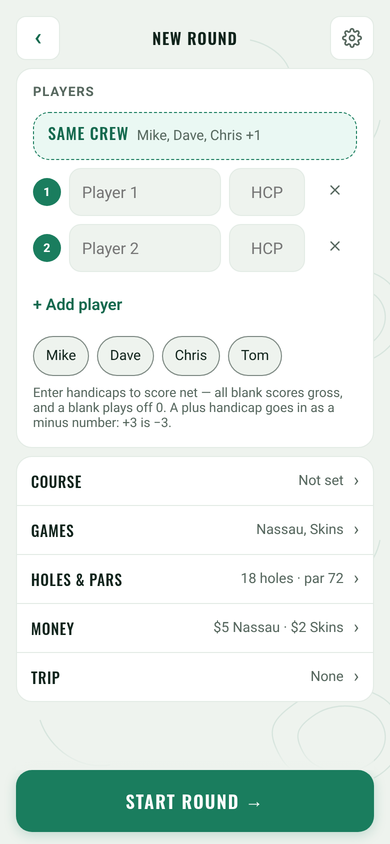 ‹
NEW ROUND
PLAYERS
SAME CREW Mike, Dave, Chris +1
1 Player 1 HCP ×
2 Player 2 HCP ×
+ Add player
Mike Dave Chris Tom
Enter handicaps to score net — all blank scores gross,
and a blank plays off 0. A plus handicap goes in as a
minus number: +3 is −3.
COURSE Not set ›
GAMES Nassau, Skins ›
HOLES & PARS 18 holes · par 72 ›
MONEY $5 Nassau · $2 Skins ›
TRIP None ›
START ROUND →